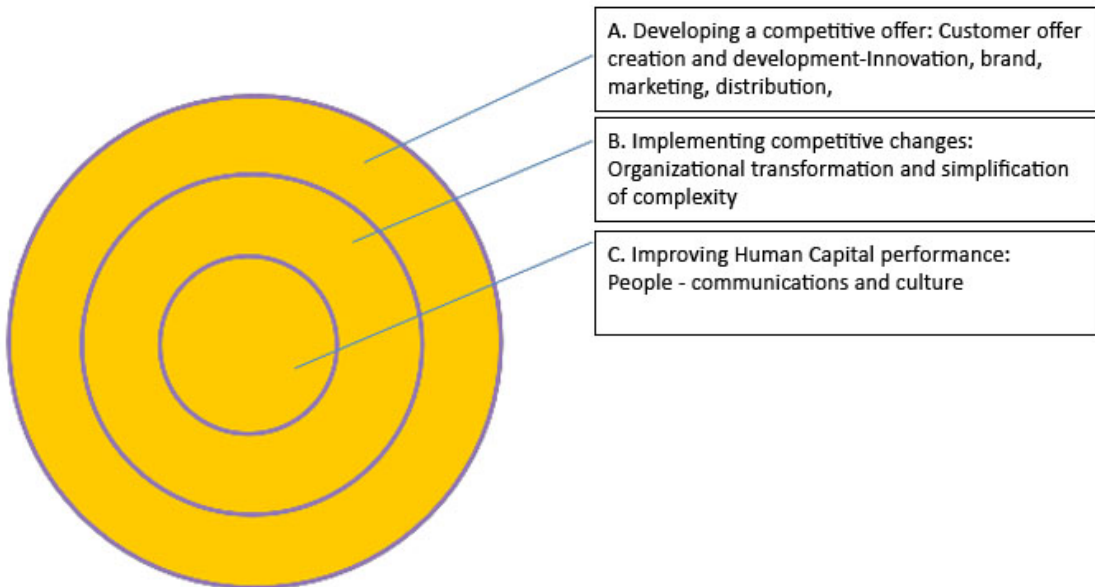 A. Developing a competitive offer: Customer offer
creation and development-Innovation, brand,
marketing, distribution,
B. Implementing competitive changes:
Organizational transformation and simplification
of complexity
C. Improving Human Capital performance:
People - communications and culture